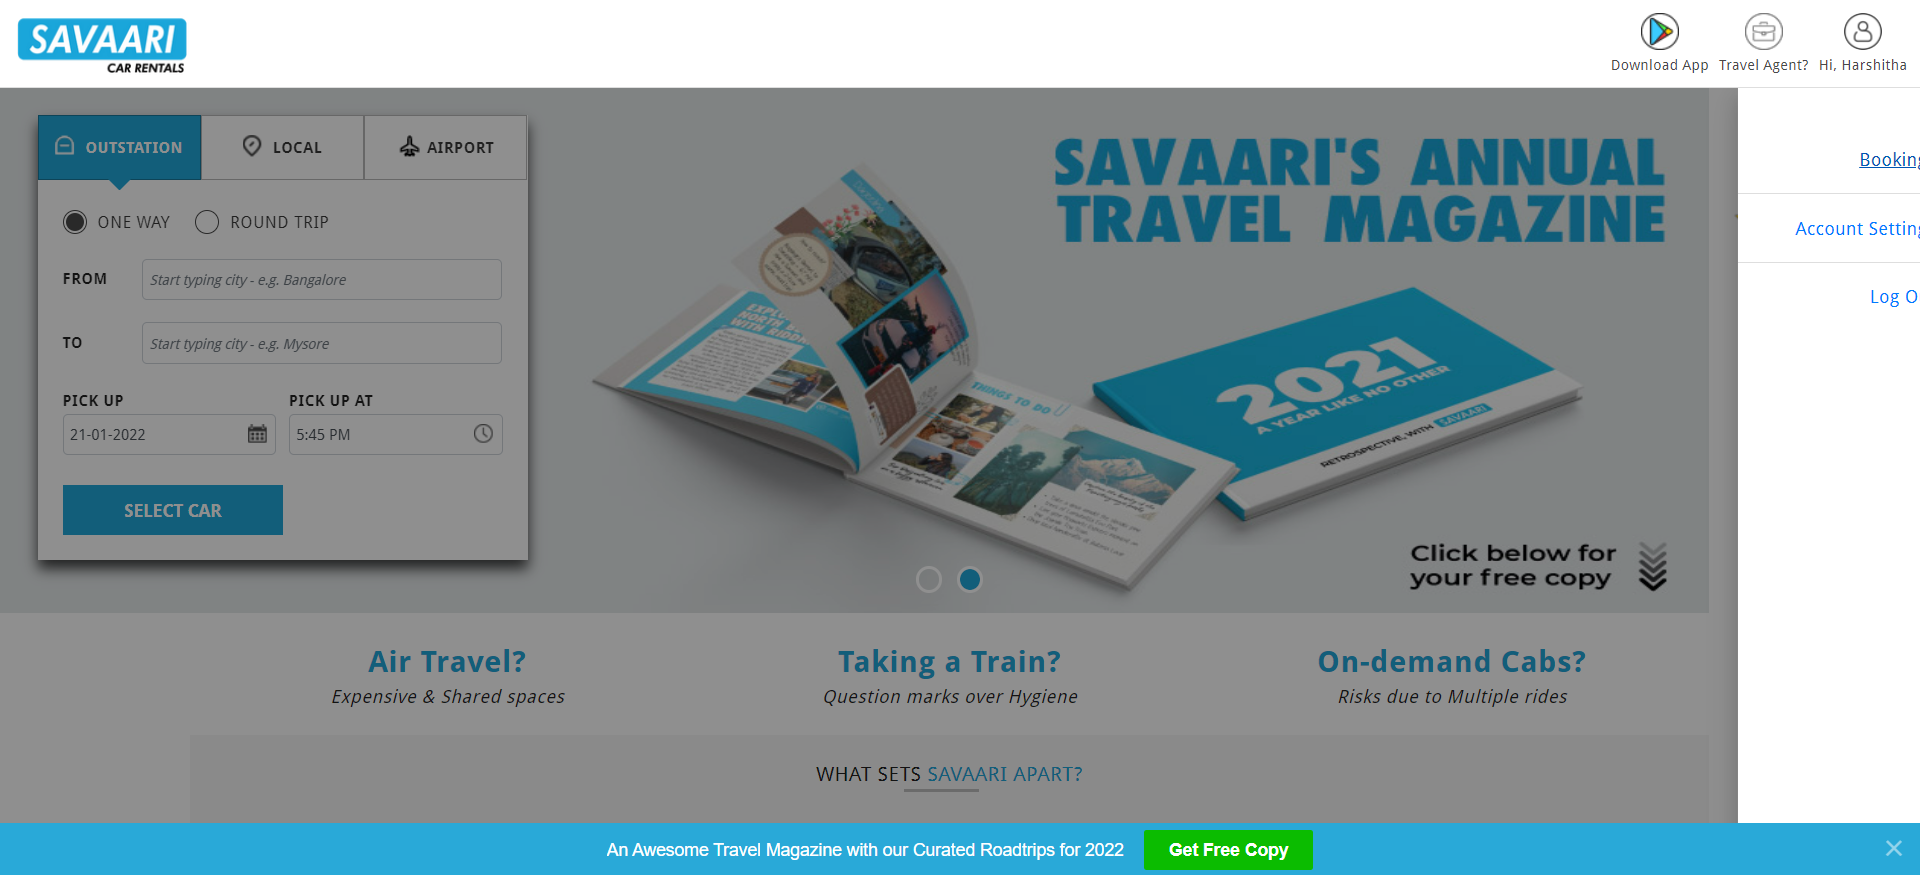 SAVAARI
CAR RENTALS
Download App
Travel Agent?
Hi, Harshitha
OUTSTATION
LOCAL
AIRPORT
ONE WAY
ROUND TRIP
FROM
Start typing city - e.g. Bangalore
TO
Start typing city - e.g. Mysore
PICK UP
PICK UP AT
21-01-2022
5:45 PM
SELECT CAR
SAVAARI'S ANNUAL
TRAVEL MAGAZINE
THINGS TO DO
2021
A YEAR LIKE NO OTHER
RETROSPECTIVE, WITH SAVAARI
Click below for
your free copy
Booking
Account Setting
Log O
Air Travel?
Expensive & Shared spaces
Taking a Train?
Question marks over Hygiene
On-demand Cabs?
Risks due to Multiple rides
WHAT SETS SAVAARI APART?
An Awesome Travel Magazine with our Curated Roadtrips for 2022
Get Free Copy